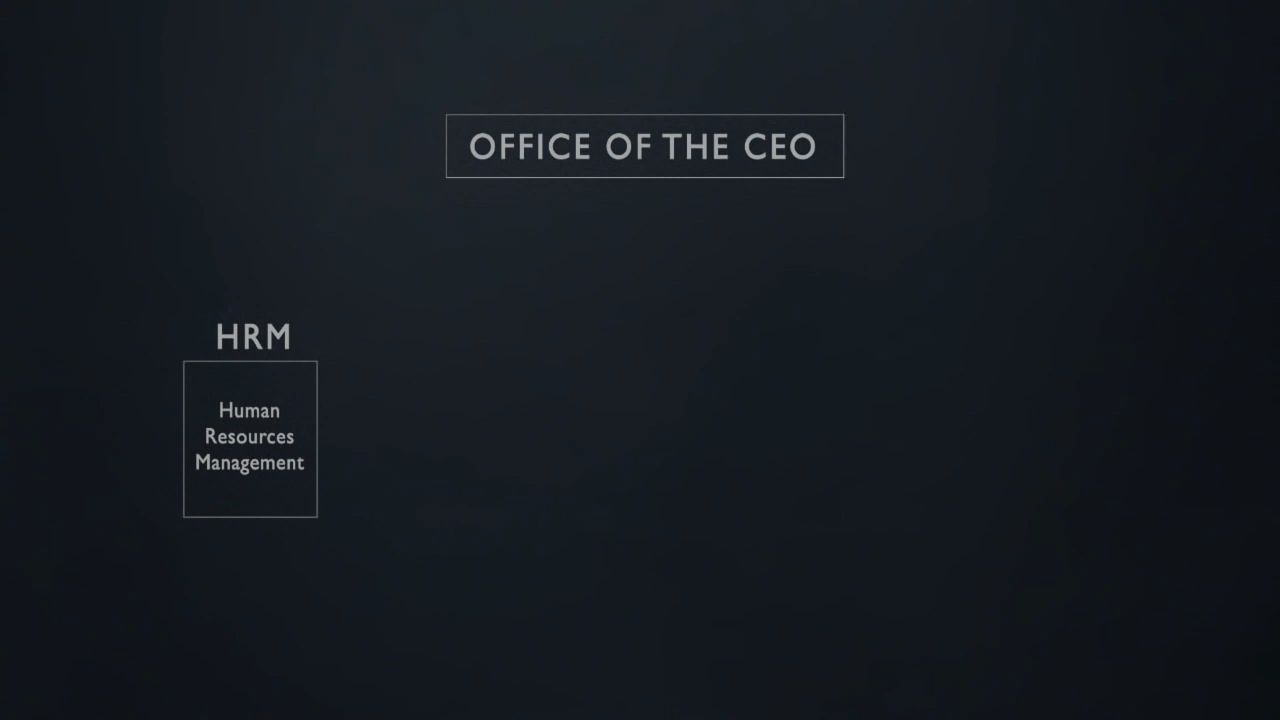 OFFICE OF THE CEO
HRM
Human
Resources
Management